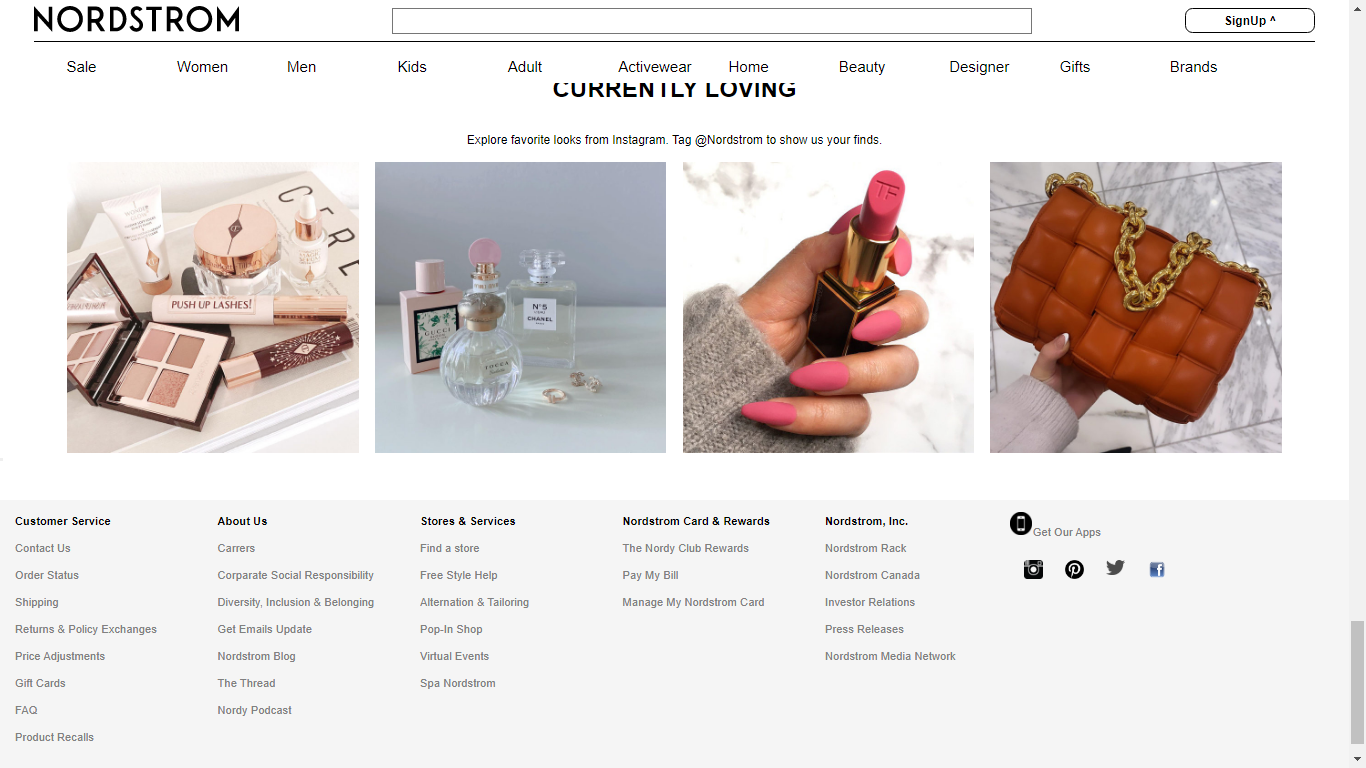 NORDSTROM
SignUp ^
Sale Women Men Kids Adult Activewear Home Beauty Designer Gifts Brands
CURRENTLY LOVING
Explore favorite looks from Instagram. Tag @Nordstrom to show us your finds.
WONDER GLOW
PUSH UP LASHES!
GUCCI
TOCCA
N°5
CHANEL
PARIS
TF
Customer Service
Contact Us
Order Status
Shipping
Returns & Policy Exchanges
Price Adjustments
Gift Cards
FAQ
Product Recalls
About Us
Carrers
Corparate Social Responsibility
Diversity, Inclusion & Belonging
Get Emails Update
Nordstrom Blog
The Thread
Nordy Podcast
Stores & Services
Find a store
Free Style Help
Alternation & Tailoring
Pop-In Shop
Virtual Events
Spa Nordstrom
Nordstrom Card & Rewards
The Nordy Club Rewards
Pay My Bill
Manage My Nordstrom Card
Nordstrom, Inc.
Nordstrom Rack
Nordstrom Canada
Investor Relations
Press Releases
Nordstrom Media Network
Get Our Apps